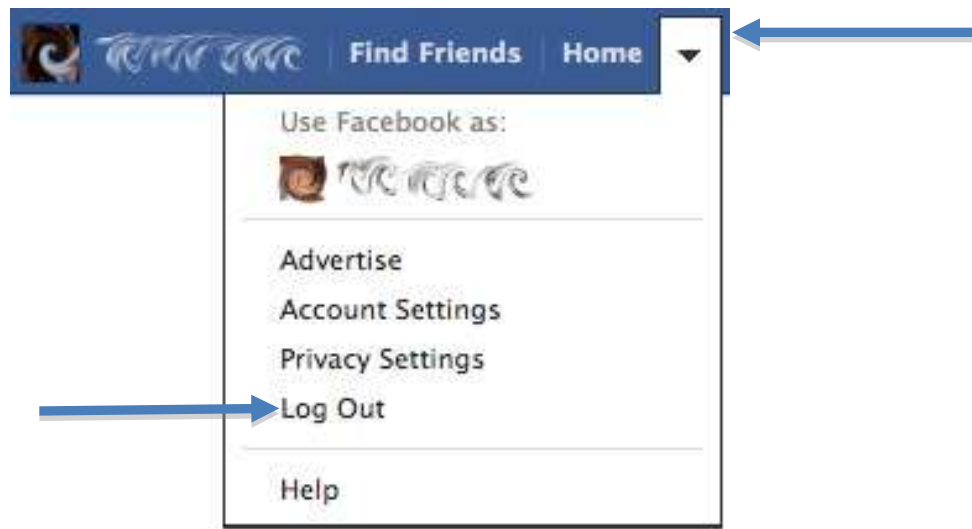 Find Friends Home
Use Facebook as:
Advertise
Account Settings
Privacy Settings
Log Out
Help